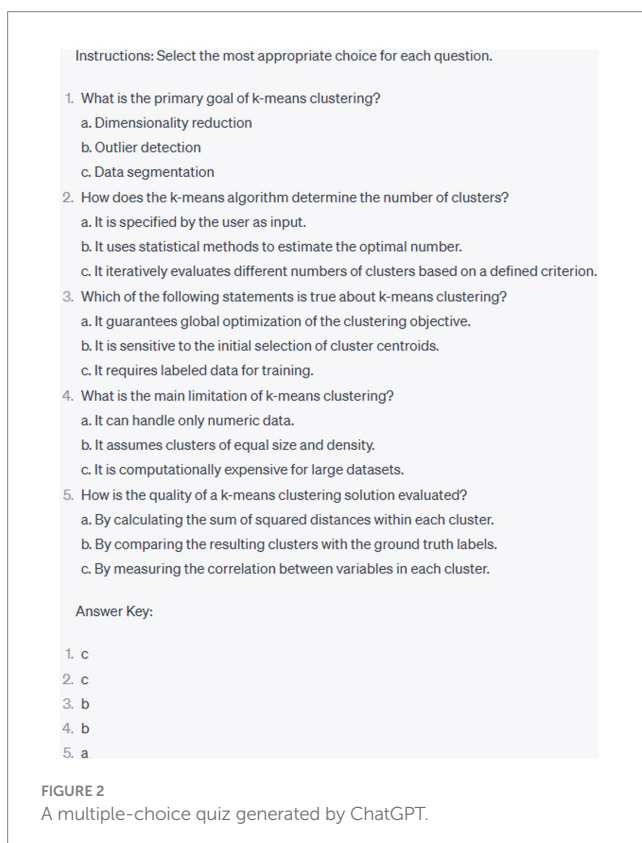 Instructions: Select the most appropriate choice for each question.
1. What is the primary goal of k-means clustering?
a. Dimensionality reduction
b. Outlier detection
c. Data segmentation
2. How does the k-means algorithm determine the number of clusters?
a. It is specified by the user as input.
b. It uses statistical methods to estimate the optimal number.
c. It iteratively evaluates different numbers of clusters based on a defined criterion.
3. Which of the following statements is true about k-means clustering?
a. It guarantees global optimization of the clustering objective.
b. It is sensitive to the initial selection of cluster centroids.
c. It requires labeled data for training.
4. What is the main limitation of k-means clustering?
a. It can handle only numeric data.
b. It assumes clusters of equal size and density.
c. It is computationally expensive for large datasets.
5. How is the quality of a k-means clustering solution evaluated?
a. By calculating the sum of squared distances within each cluster.
b. By comparing the resulting clusters with the ground truth labels.
c. By measuring the correlation between variables in each cluster.
Answer Key:
1. c
2. c
3. b
4. b
5. a
FIGURE 2
A multiple-choice quiz generated by ChatGPT.